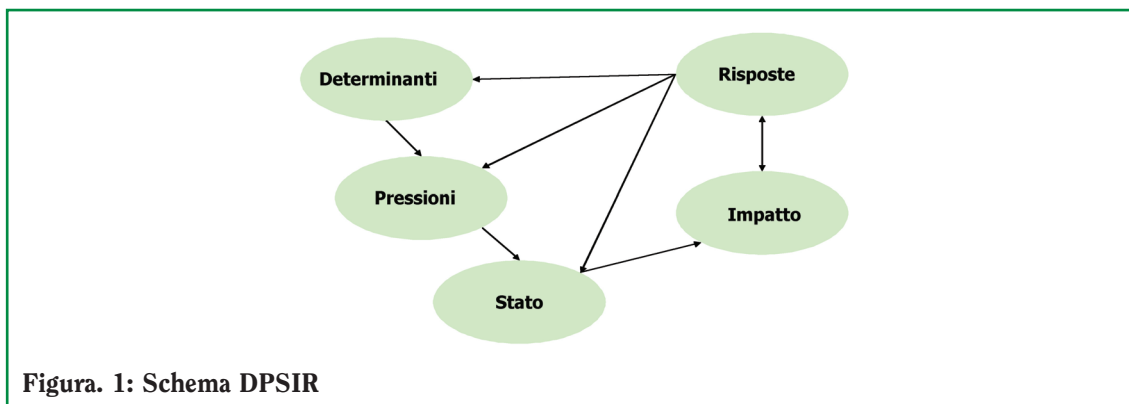 Determinanti
Risposte
Pressioni
Impatto
Stato
Figura. 1: Schema DPSIR